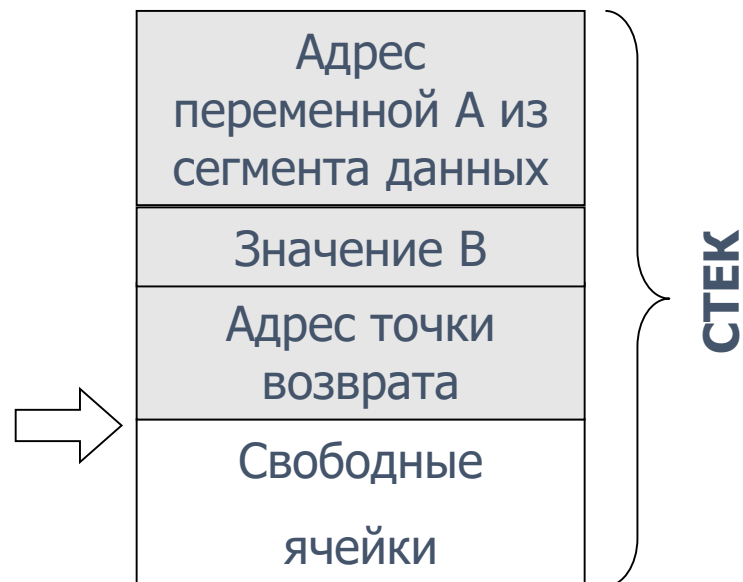 Адрес
переменной А из
сегмента данных
Значение В
Адрес точки
возврата
Свободные
ячейки
СТЕК